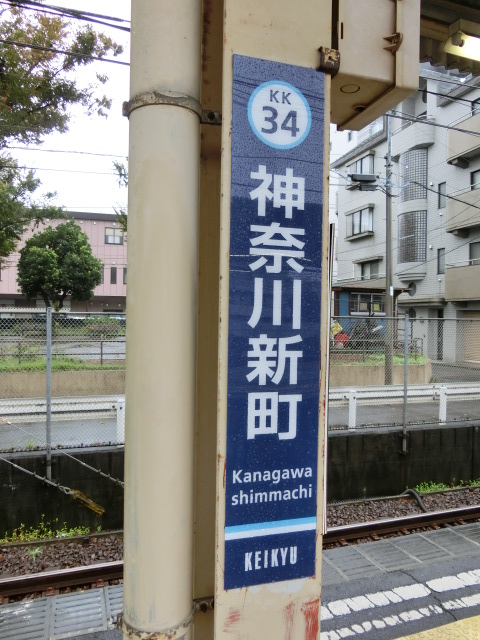 KK
34
神奈川新町
Kanagawa
shimmachi
KEIKYU